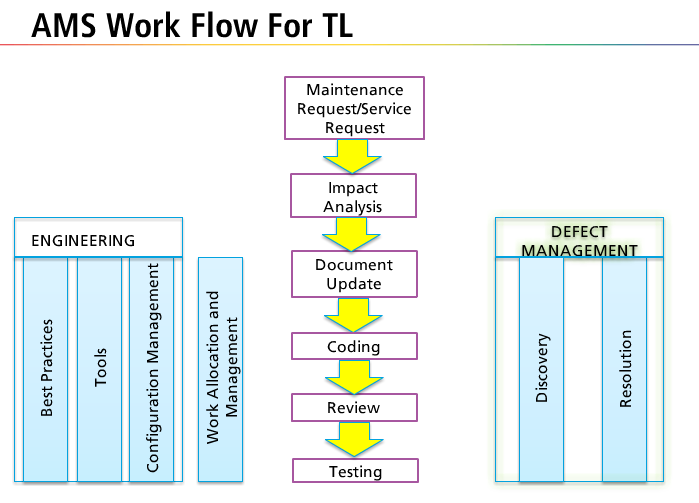 AMS Work Flow For TL
Maintenance
Request/Service
Request
Impact
Analysis
Document
Update
Coding
Review
Testing
ENGINEERING
Best Practices
Tools
Configuration Management
Work Allocation and
Management
DEFECT
MANAGEMENT
Discovery
Resolution